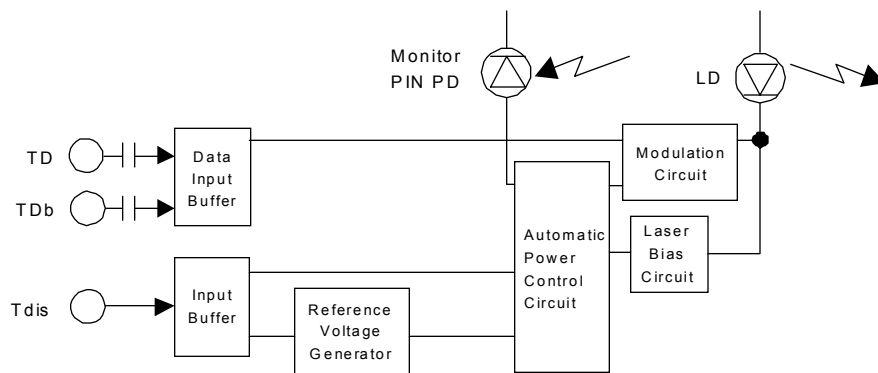 Monitor
PIN PD
LD
TD
Data
Input
Buffer
Modulation
Circuit
TDb
Automatic
Power
Control
Circuit
Laser
Bias
Circuit
Tdis
Input
Buffer
Reference
Voltage
Generator